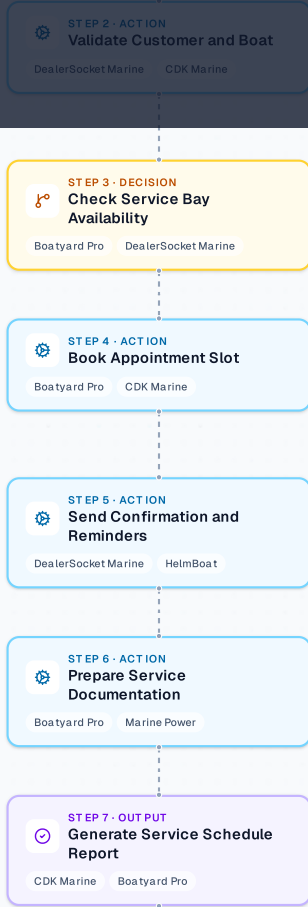 STEP 2 · ACTION
Validate Customer and Boat
DealerSocket Marine CDK Marine
STEP 3 · DECISION
Check Service Bay
Availability
Boatyard Pro DealerSocket Marine
STEP 4 · ACTION
Book Appointment Slot
Boatyard Pro CDK Marine
STEP 5 · ACTION
Send Confirmation and
Reminders
DealerSocket Marine HelmBoat
STEP 6 · ACTION
Prepare Service
Documentation
Boatyard Pro Marine Power
STEP 7 · OUTPUT
Generate Service Schedule
Report
CDK Marine Boatyard Pro